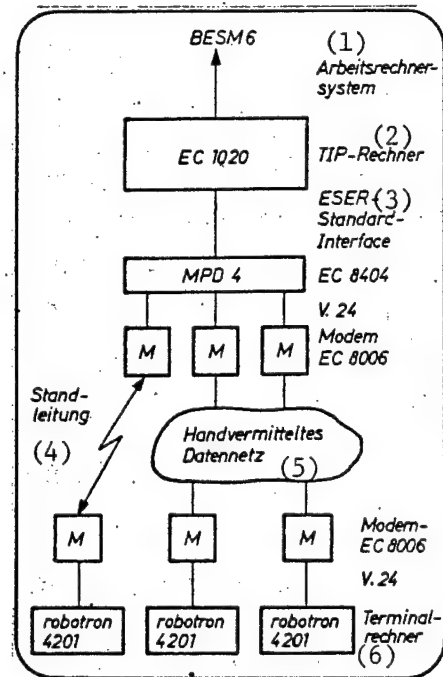 BESM6
(1)
Arbeitsrechner-
system
EC 1020
(2)
TIP-Rechner
ESER-(3)
Standard-
Interface
MPD 4
EC 8404
V. 24
M M M
Modem
EC 8006
Stand-
leitung
(4)
Handvermitteltes
Datennetz
(5)
M M M
Modem-
EC 8006
V. 24
robotron
4201
robotron
4201
robotron
4201
Terminal-
rechner
(6)